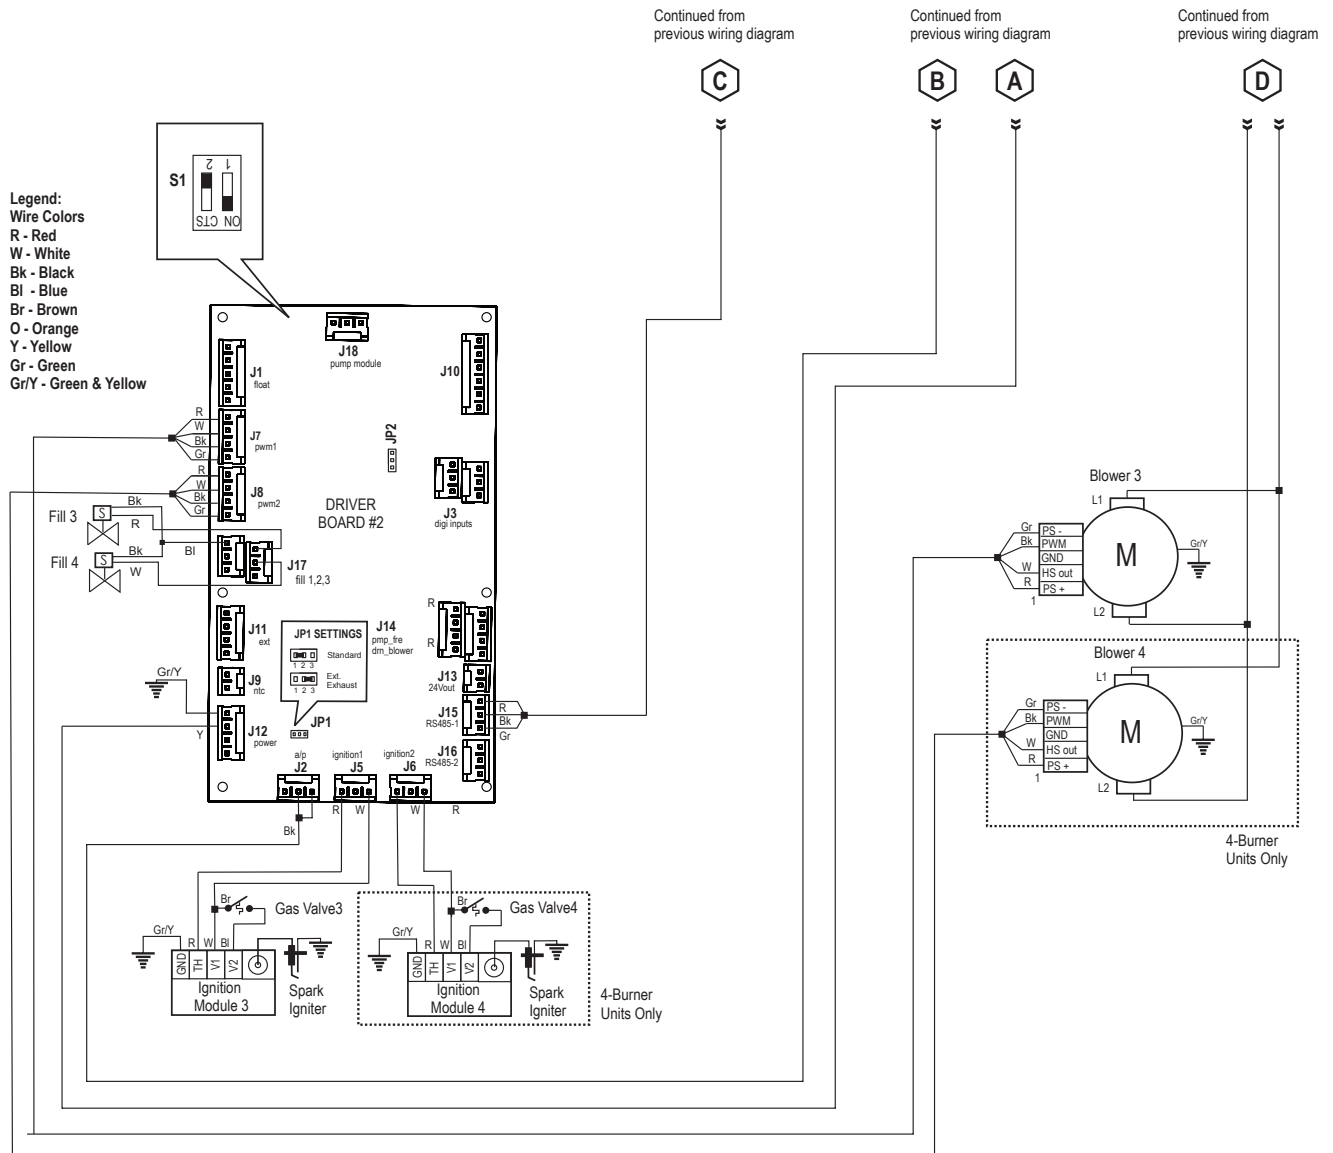 Continued from
previous wiring diagram
Continued from
previous wiring diagram
Continued from
previous wiring diagram
C
B
A
D
S1
2 1
CTS ON
Legend:
Wire Colors
R - Red
W - White
Bk - Black
Bl - Blue
Br - Brown
O - Orange
Y - Yellow
Gr - Green
Gr/Y - Green & Yellow
J18
pump module
J1
float
J10
R
W
Bk
Gr
J7
pwm1
JP2
R
W
Bk
Gr
J8
pwm2
DRIVER
BOARD #2
J3
digi inputs
Fill 3
S
Bk
R
Fill 4
S
Bk
W
Bl
J17
fill 1,2,3
J11
ext
JP1 SETTINGS
1 2 3
Standard
1 2 3
Ext.
Exhaust
J14
pmp_fre
drn_blower
R
R
J9
ntc
J13
24Vout
Gr/Y
Y
J12
power
JP1
J15
RS485-1
R
Bk
Gr
J16
RS485-2
a/p
J2
ignition1
J5
ignition2
J6
Bk
R
W
W
R
Blower 3
L1
Gr
Bk
W
R
1
PS -
PWM
GND
HS out
PS +
M
Gr/Y
L2
Blower 4
L1
Gr
Bk
W
R
1
PS -
PWM
GND
HS out
PS +
M
Gr/Y
L2
4-Burner
Units Only
Br
Gas Valve3
Gr/Y
R
W
Bl
GND
TH
V1
V2
Ignition
Module 3
Spark
Igniter
Br
Gas Valve4
Gr/Y
R
W
Bl
GND
TH
V1
V2
Ignition
Module 4
Spark
Igniter
4-Burner
Units Only